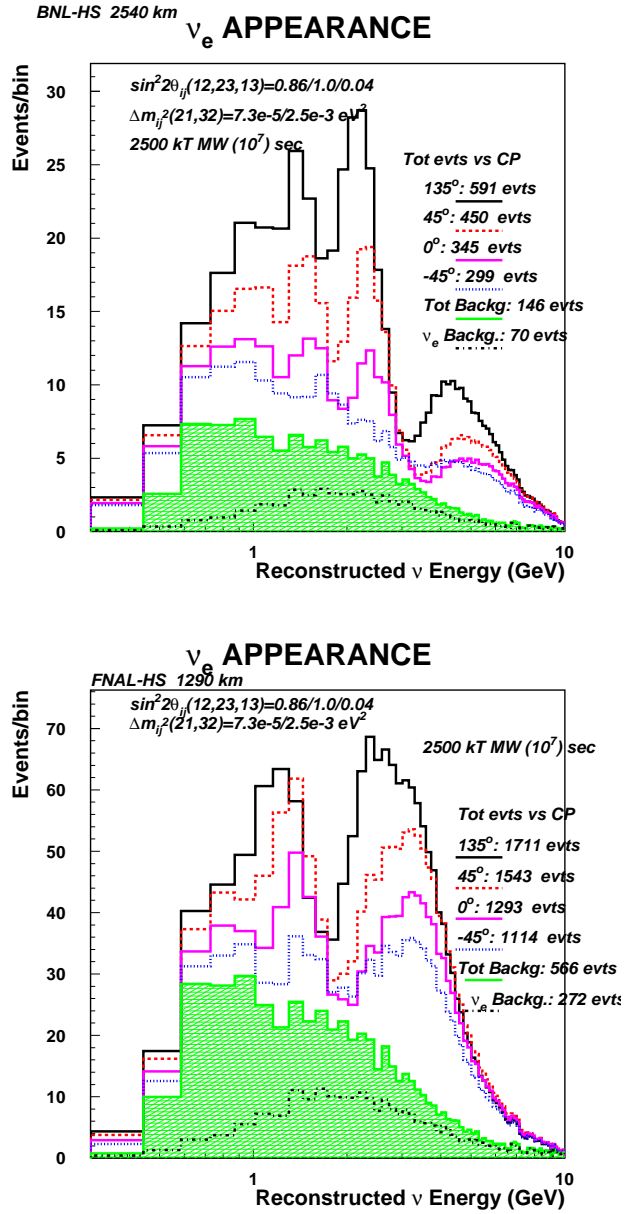 BNL-HS 2540 km
νe APPEARANCE
Events/bin
sin²2θij(12,23,13)=0.86/1.0/0.04
Δmij²(21,32)=7.3e-5/2.5e-3 eV²
2500 kT MW (10⁷) sec
Tot evts vs CP
135°: 591 evts
45°: 450 evts
0°: 345 evts
-45°: 299 evts
Tot Backg: 146 evts
νe Backg.: 70 evts
30
25
20
15
10
5
0
1
10
Reconstructed ν Energy (GeV)
νe APPEARANCE
FNAL-HS 1290 km
Events/bin
sin²2θij(12,23,13)=0.86/1.0/0.04
Δmij²(21,32)=7.3e-5/2.5e-3 eV²
2500 kT MW (10⁷) sec
Tot evts vs CP
135°: 1711 evts
45°: 1543 evts
0°: 1293 evts
-45°: 1114 evts
Tot Backg: 566 evts
νe Backg.: 272 evts
70
60
50
40
30
20
10
0
1
10
Reconstructed ν Energy (GeV)